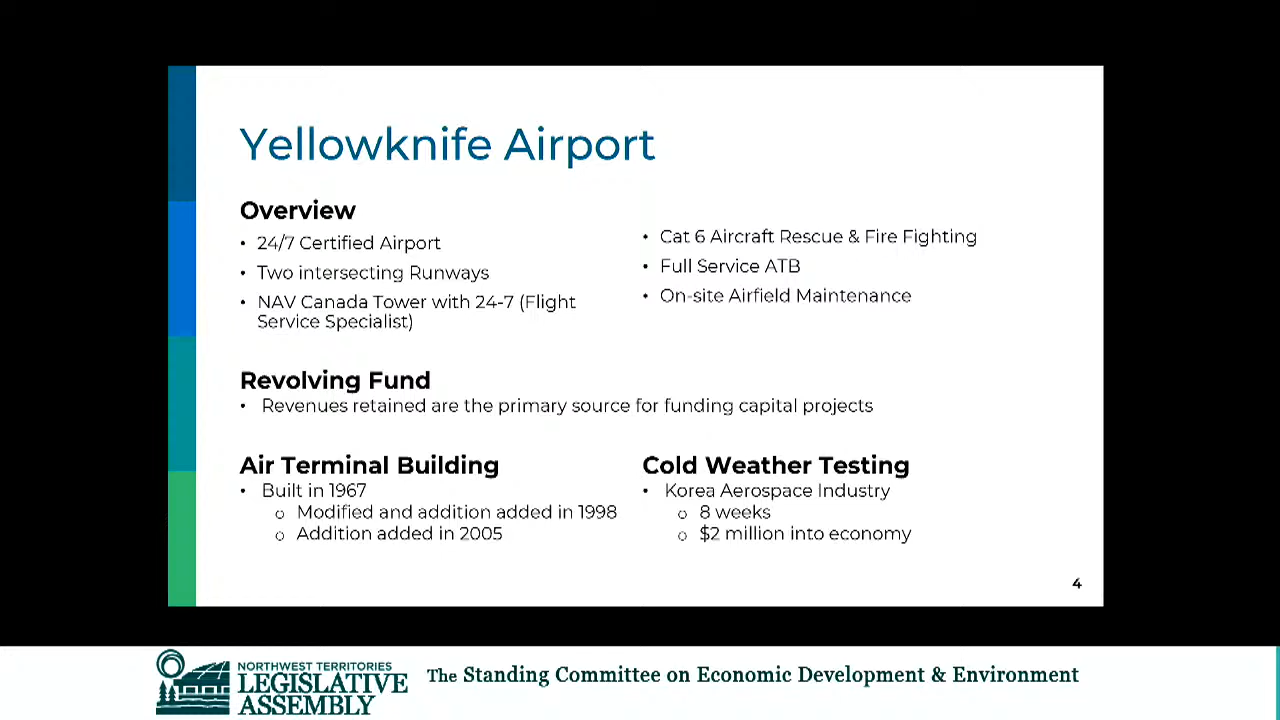 Yellowknife Airport
Overview
• 24/7 Certified Airport
• Two intersecting Runways
• NAV Canada Tower with 24-7 (Flight
Service Specialist)
• Cat 6 Aircraft Rescue & Fire Fighting
• Full Service ATB
• On-site Airfield Maintenance
Revolving Fund
• Revenues retained are the primary source for funding capital projects
Air Terminal Building
• Built in 1967
o Modified and addition added in 1998
o Addition added in 2005
Cold Weather Testing
• Korea Aerospace Industry
o 8 weeks
o $2 million into economy
4
NORTHWEST TERRITORIES
LEGISLATIVE
ASSEMBLY
The Standing Committee on Economic Development & Environment